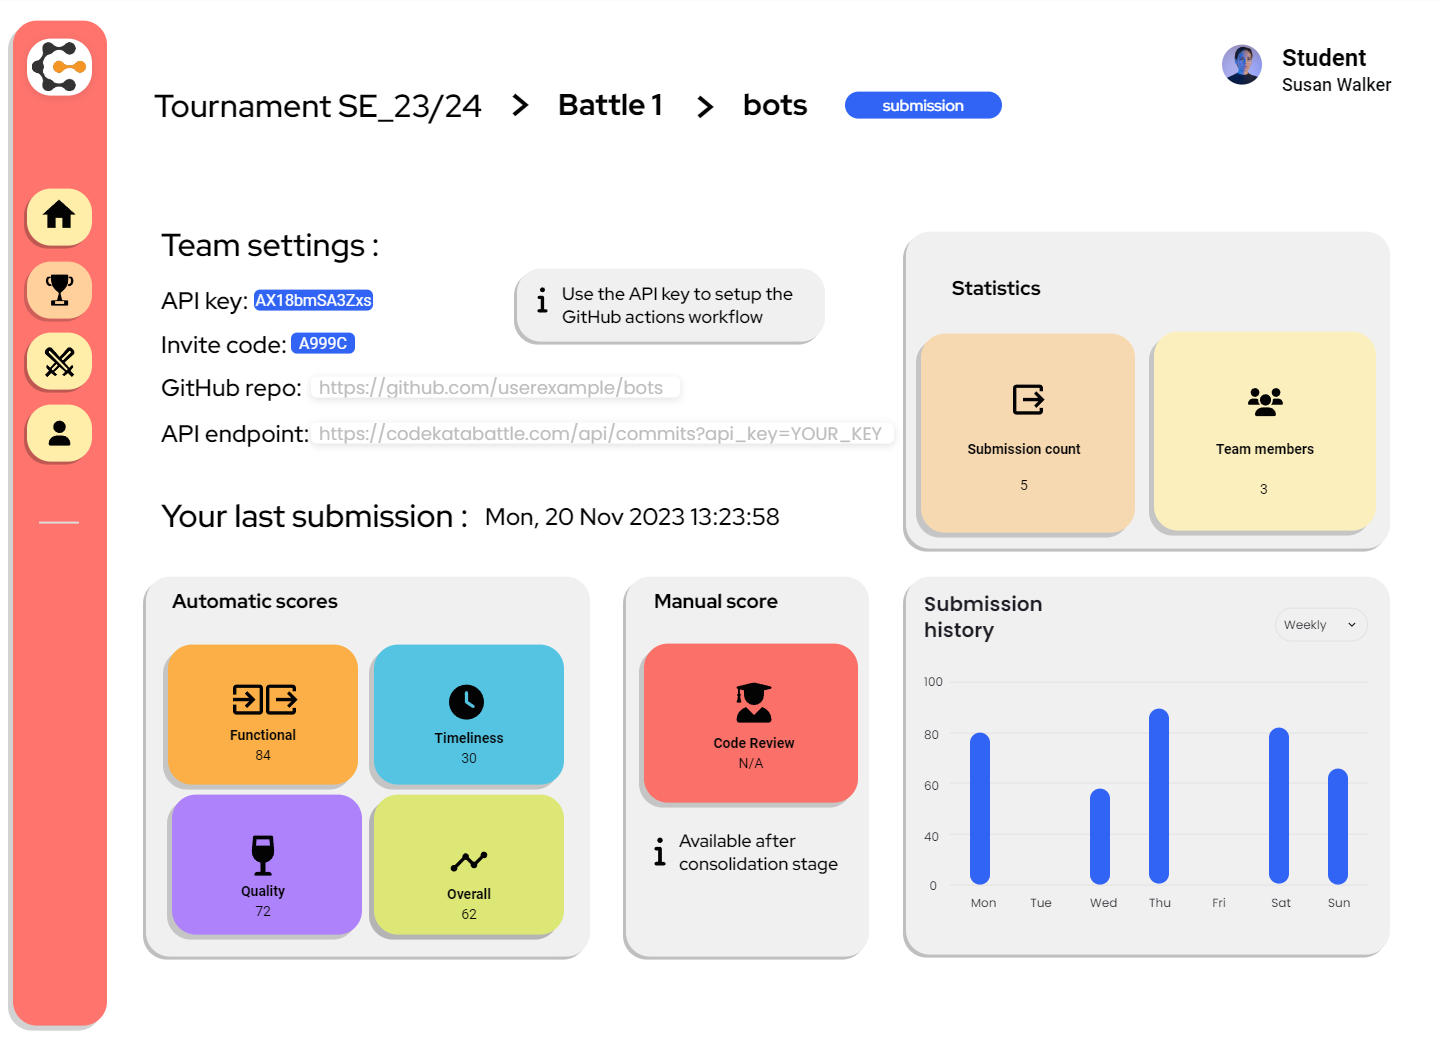 Student
Susan Walker
Tournament SE_23/24 > Battle 1 > bots submission
Team settings :
API key: AX18bmSA3Zxs
Use the API key to setup the
GitHub actions workflow
Invite code: A999C
GitHub repo: https://github.com/userexample/bots
API endpoint: https://codekatabattle.com/api/commits?api_key=YOUR_KEY
Statistics
Submission count
5
Team members
3
Your last submission : Mon, 20 Nov 2023 13:23:58
Automatic scores
Functional
84
Timeliness
30
Quality
72
Overall
62
Manual score
Code Review
N/A
Available after
consolidation stage
Submission
history
Weekly
100
80
60
40
0
Mon Tue Wed Thu Fri Sat Sun